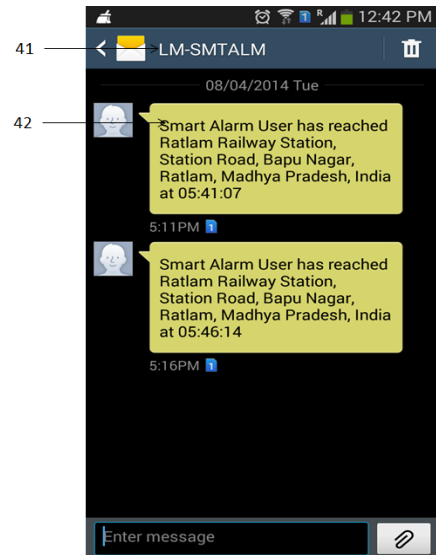 R 12:42 PM
41
LM-SMTALM
08/04/2014 Tue
42
Smart Alarm User has reached
Ratlam Railway Station,
Station Road, Bapu Nagar,
Ratlam, Madhya Pradesh, India
at 05:41:07
5:11PM 1
Smart Alarm User has reached
Ratlam Railway Station,
Station Road, Bapu Nagar,
Ratlam, Madhya Pradesh, India
at 05:46:14
5:16PM 1
Enter message